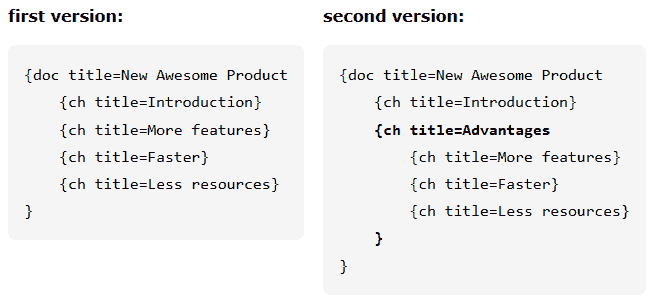 first version:
{doc title=New Awesome Product
    {ch title=Introduction}
    {ch title=More features}
    {ch title=Faster}
    {ch title=Less resources}
}
second version:
{doc title=New Awesome Product
    {ch title=Introduction}
    {ch title=Advantages
        {ch title=More features}
        {ch title=Faster}
        {ch title=Less resources}
    }
}